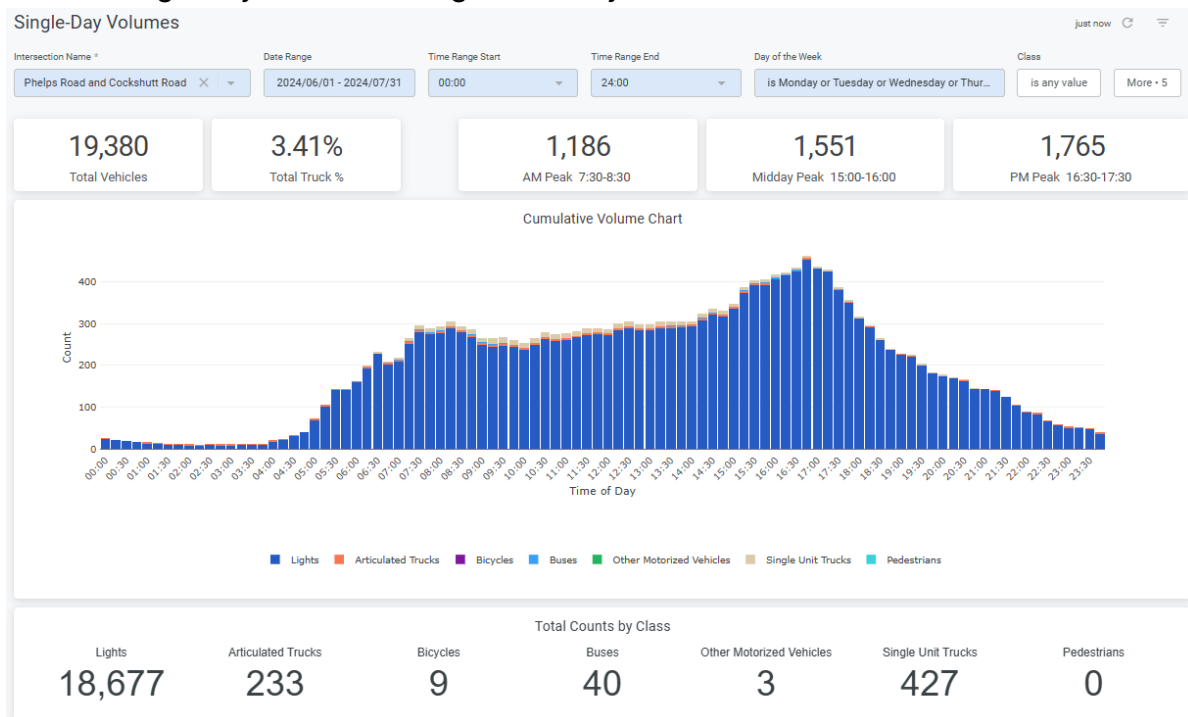 Single-Day Volumes
just now
Intersection Name * Date Range Time Range Start Time Range End Day of the Week Class
Phelps Road and Cockshutt Road 2024/06/01 - 2024/07/31 00:00 24:00 is Monday or Tuesday or Wednesday or Thur... is any value More • 5
19,380 3.41% 1,186 1,551 1,765
Total Vehicles Total Truck % AM Peak 7:30-8:30 Midday Peak 15:00-16:00 PM Peak 16:30-17:30
Cumulative Volume Chart
400
300
200
100
0
Count
00:00 00:30 01:00 01:30 02:00 02:30 03:00 03:30 04:00 04:30 05:00 05:30 06:00 06:30 07:00 07:30 08:00 08:30 09:00 09:30 10:00 10:30 11:00 11:30 12:00 12:30 13:00 13:30 14:00 14:30 15:00 15:30 16:00 16:30 17:00 17:30 18:00 18:30 19:00 19:30 20:00 20:30 21:00 21:30 22:00 22:30 23:00 23:30
Time of Day
Lights Articulated Trucks Bicycles Buses Other Motorized Vehicles Single Unit Trucks Pedestrians
Total Counts by Class
Lights Articulated Trucks Bicycles Buses Other Motorized Vehicles Single Unit Trucks Pedestrians
18,677 233 9 40 3 427 0